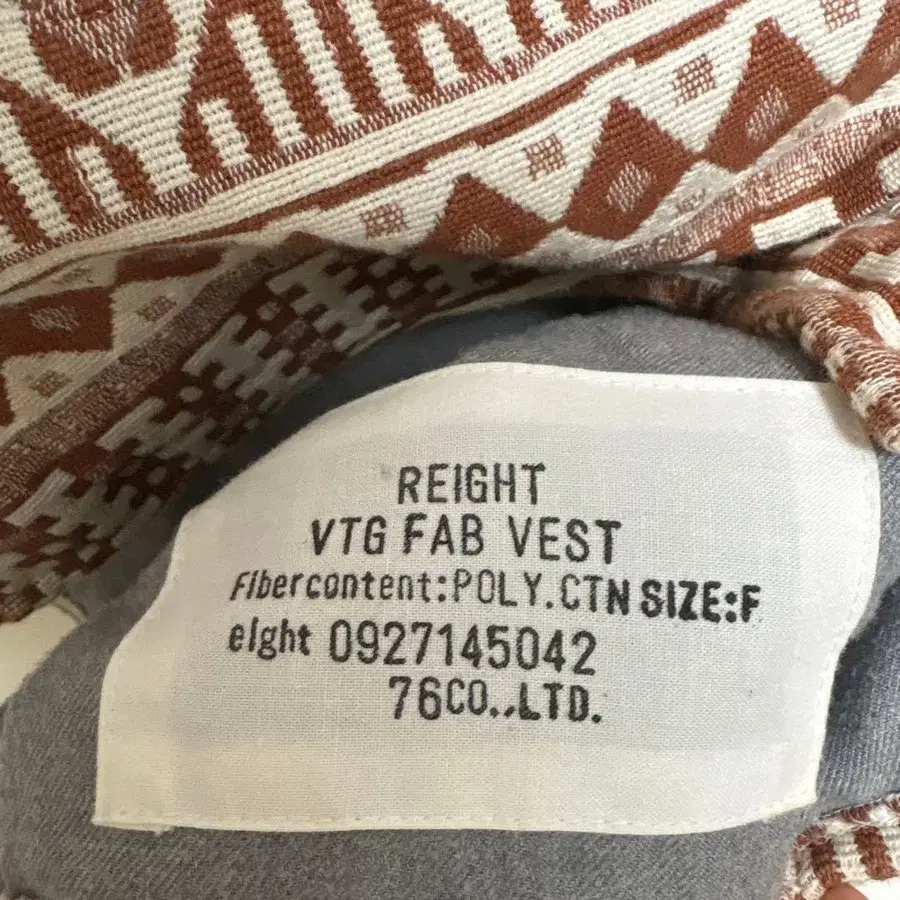 REIGHT
VTG FAB VEST
Fibercontent:POLY.CTN SIZE:F
eight 0927145042
76CO.,LTD.